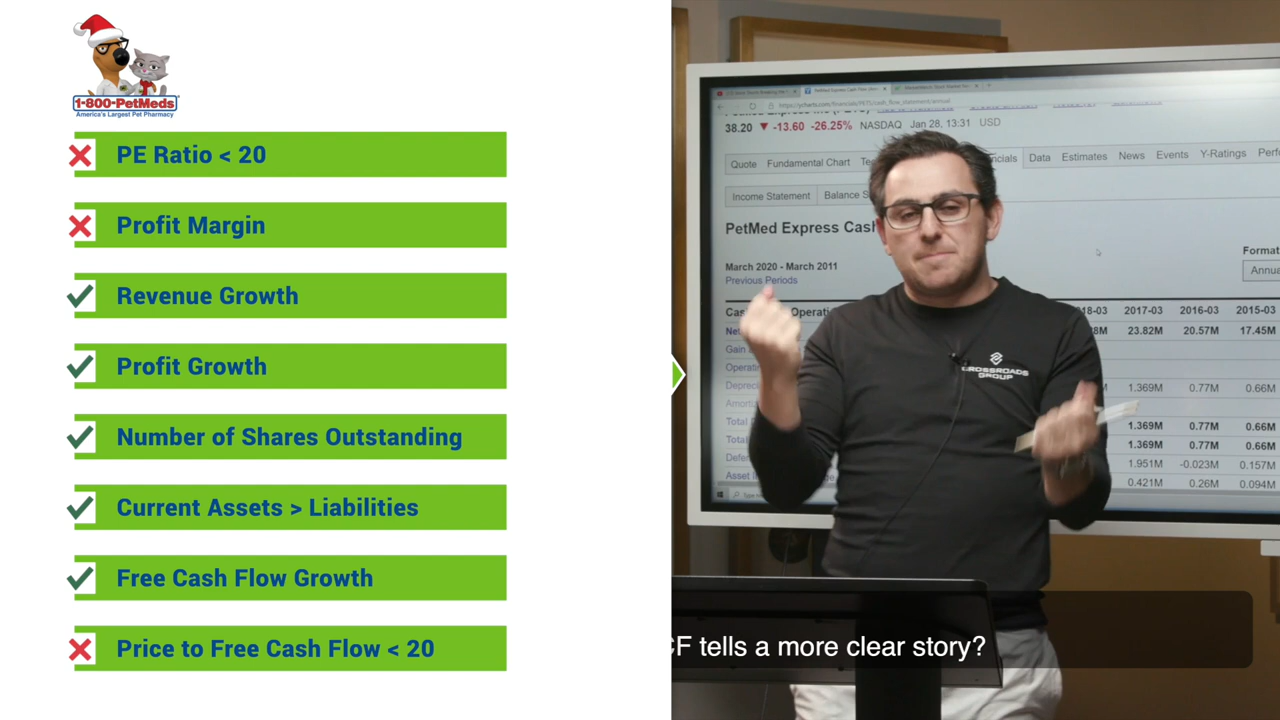 1-800-PetMeds®
America's Largest Pet Pharmacy
PE Ratio < 20
Profit Margin
Revenue Growth
Profit Growth
Number of Shares Outstanding
Current Assets > Liabilities
Free Cash Flow Growth
Price to Free Cash Flow < 20
38.20 ▼ -13.60 -26.25% NASDAQ Jan 28, 13:31 USD
Quote Fundamental Chart Data Estimates News Events Y-Ratings
Income Statement Balance
PetMed Express
March 2020 - March 2011
Previous Periods
2017-03 2016-03 2015-03
23.82M 20.57M 17.45M
1.369M 0.77M 0.66M
1.369M 0.77M 0.66M
1.369M 0.77M 0.66M
1.951M -0.023M 0.157M
0.421M 0.26M 0.094M
CROSSROADS
GROUP
CF tells a more clear story?